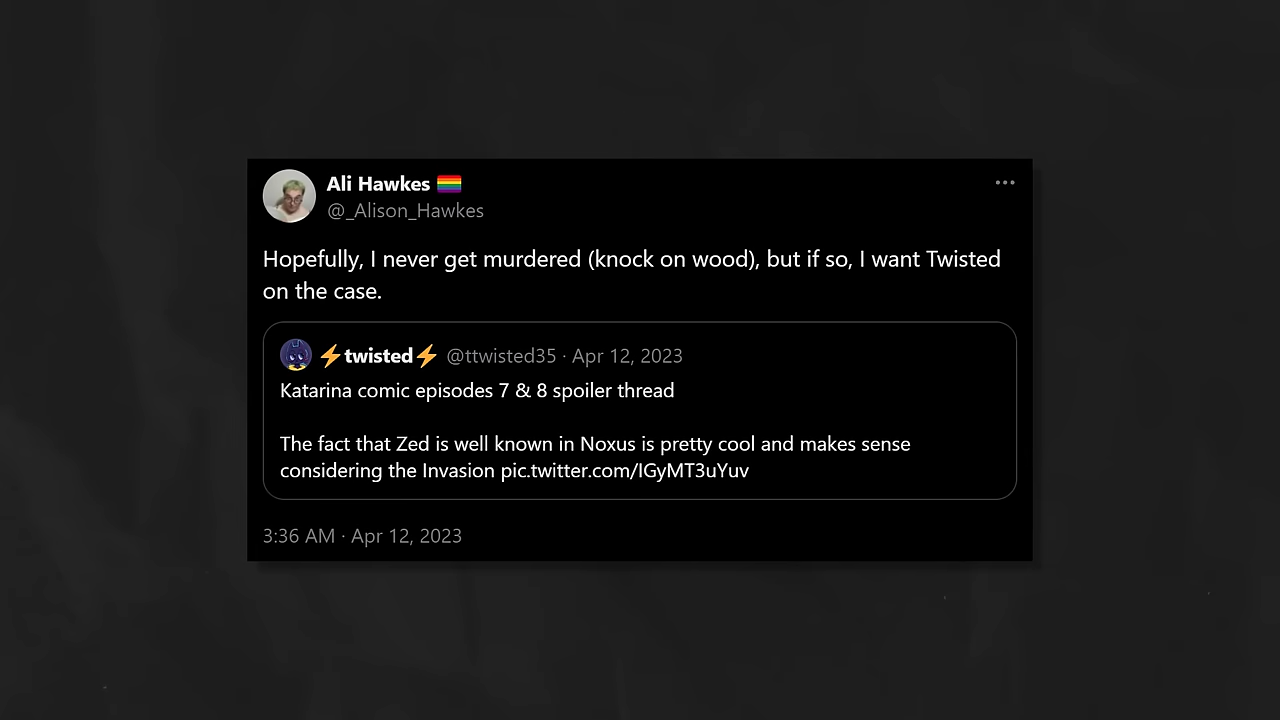 Ali Hawkes 🏳️‍🌈
@_Alison_Hawkes
Hopefully, I never get murdered (knock on wood), but if so, I want Twisted
on the case.
⚡twisted⚡ @ttwisted35 · Apr 12, 2023
Katarina comic episodes 7 & 8 spoiler thread
The fact that Zed is well known in Noxus is pretty cool and makes sense
considering the Invasion pic.twitter.com/IGyMT3uYuv
3:36 AM · Apr 12, 2023